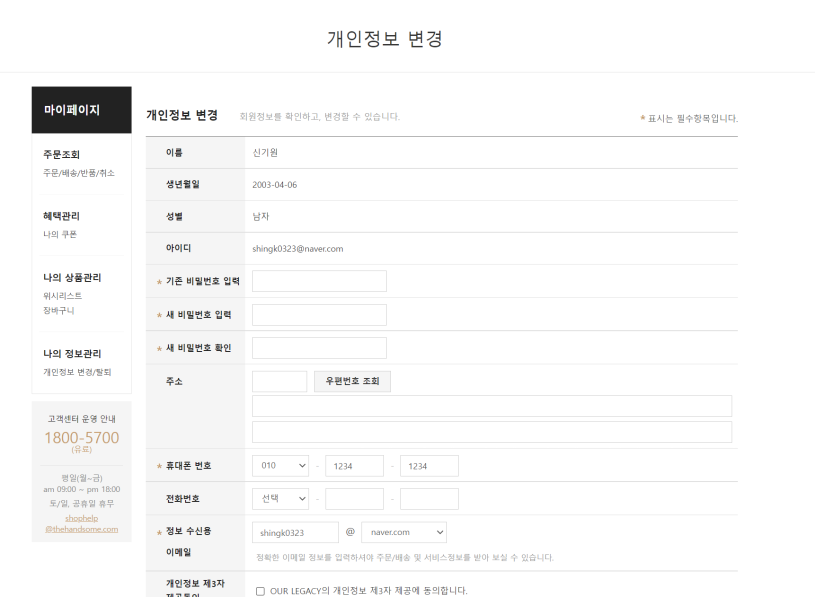 개인정보 변경
마이페이지
주문조회
주문/배송/반품/취소
혜택관리
나의 쿠폰
나의 상품관리
위시리스트
장바구니
나의 정보관리
개인정보 변경/탈퇴
고객센터 운영 안내
1800-5700
(유료)
평일(월~금)
am 09:00 ~ pm 18:00
토/일, 공휴일 휴무
shophelp
@thehandsome.com
개인정보 변경 회원정보를 확인하고, 변경할 수 있습니다. * 표시는 필수항목입니다.
이름 신기원
생년월일 2003-04-06
성별 남자
아이디 shingk0323@naver.com
* 기존 비밀번호 입력
* 새 비밀번호 입력
* 새 비밀번호 확인
주소 우편번호 조회
* 휴대폰 번호 010 - 1234 - 1234
전화번호 선택 - -
* 정보 수신용 shingk0323 @ naver.com
이메일
정확한 이메일 정보를 입력하셔야 주문/배송 및 서비스정보를 받아 보실 수 있습니다.
개인정보 제3자 OUR LEGACY의 개인정보 제3자 제공에 동의합니다.
제공동의